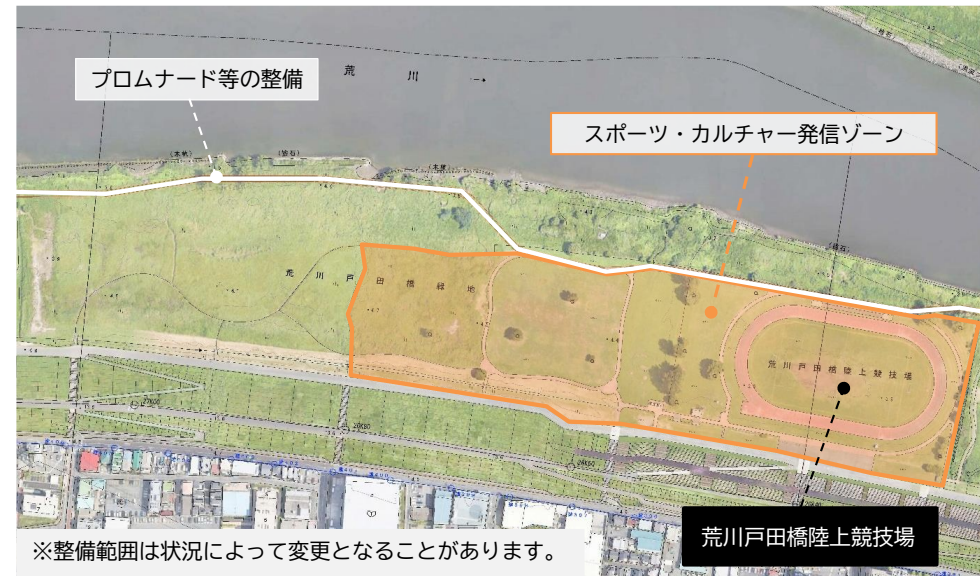 荒 川
プロムナード等の整備
スポーツ・カルチャー発信ゾーン
荒 川 戸 田 橋 緑 地
荒川戸田橋陸上競技場
荒川戸田橋陸上競技場
※整備範囲は状況によって変更となることがあります。